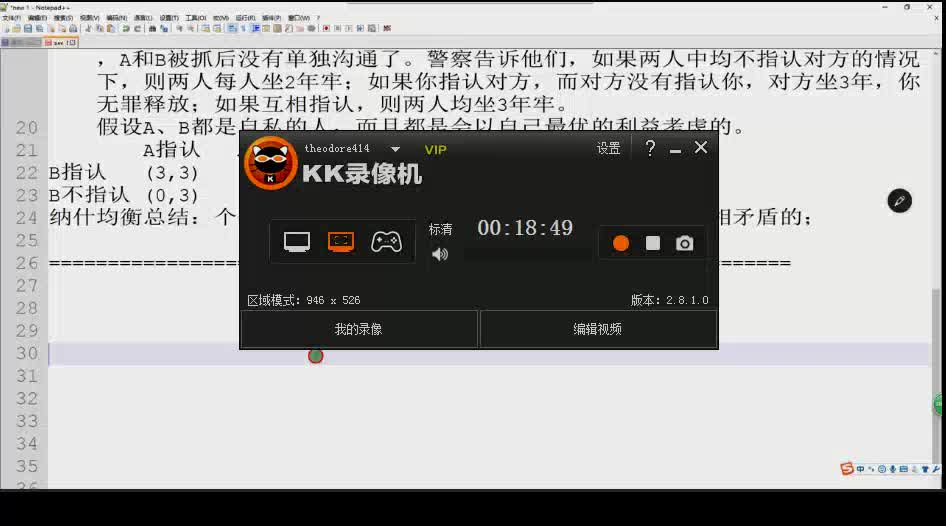 *new 1 - Notepad++
文件(F) 编辑(E) 搜索(S) 视图(V) 编码(N) 语言(L) 设置(T) 工具(O) 宏(M) 运行(R) 插件(P) 窗口(W) ?
，A和B被抓后没有单独沟通了。警察告诉他们，如果两人中均不指认对方的情况
下，则两人每人坐2年牢；如果你指认对方，而对方没有指认你，对方坐3年，你
无罪释放；如果互相指认，则两人均坐3年牢。
20 假设A、B都是自私的人，而且都是会以自己最优的利益考虑的。
21 A指认
22 B指认 (3,3)
23 B不指认 (0,3)
24 纳什均衡总结：个 相矛盾的；
25
26
27
28
29
30
31
32
33
34
35
36
theodore414 VIP 设置 ?
KK录像机
K
标清 00:18:49
区域模式：946 x 526 版本：2.8.1.0
我的录像 编辑视频
中